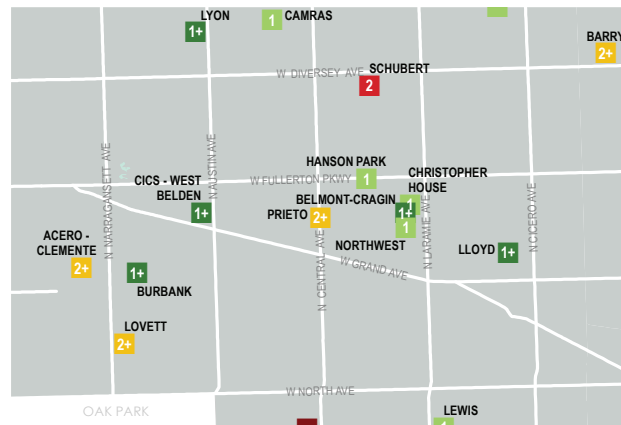 LYON
1+
1
CAMRAS
BARRY
2+
W DIVERSEY AVE
SCHUBERT
2
N NARRAGANSETT AVE
N AUSTIN AVE
HANSON PARK
W FULLERTON PKWY
1
CHRISTOPHER
HOUSE
CICS - WEST
BELDEN
1+
BELMONT-CRAGIN
1
1+
PRIETO
2+
1
NORTHWEST
N CENTRAL AVE
N LARAMIE AVE
N CICERO AVE
ACERO -
CLEMENTE
2+
1+
BURBANK
W GRAND AVE
LLOYD
1+
LOVETT
2+
W NORTH AVE
OAK PARK
LEWIS
1